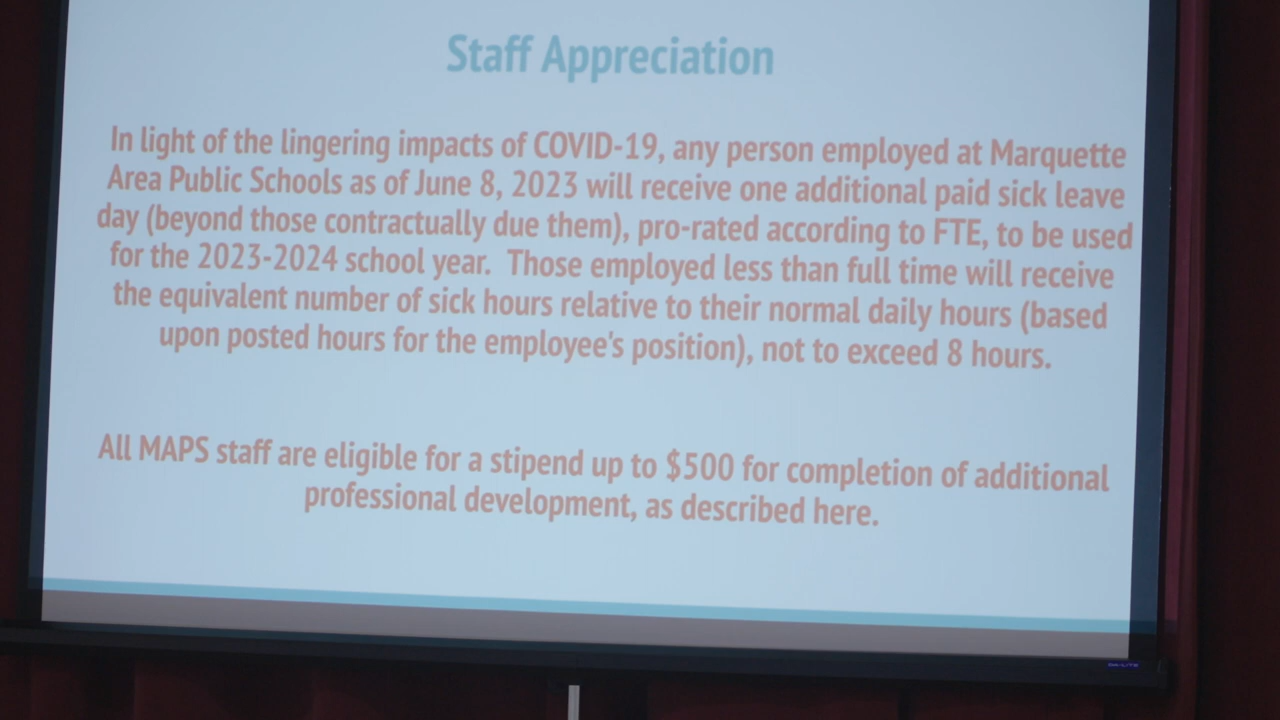 Staff Appreciation
In light of the lingering impacts of COVID-19, any person employed at Marquette
Area Public Schools as of June 8, 2023 will receive one additional paid sick leave
day (beyond those contractually due them), pro-rated according to FTE, to be used
for the 2023-2024 school year. Those employed less than full time will receive
the equivalent number of sick hours relative to their normal daily hours (based
upon posted hours for the employee's position), not to exceed 8 hours.
All MAPS staff are eligible for a stipend up to $500 for completion of additional
professional development, as described here.